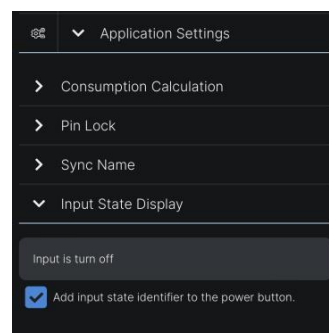 Application Settings
Consumption Calculation
Pin Lock
Sync Name
Input State Display
Input is turn off
Add input state identifier to the power button.